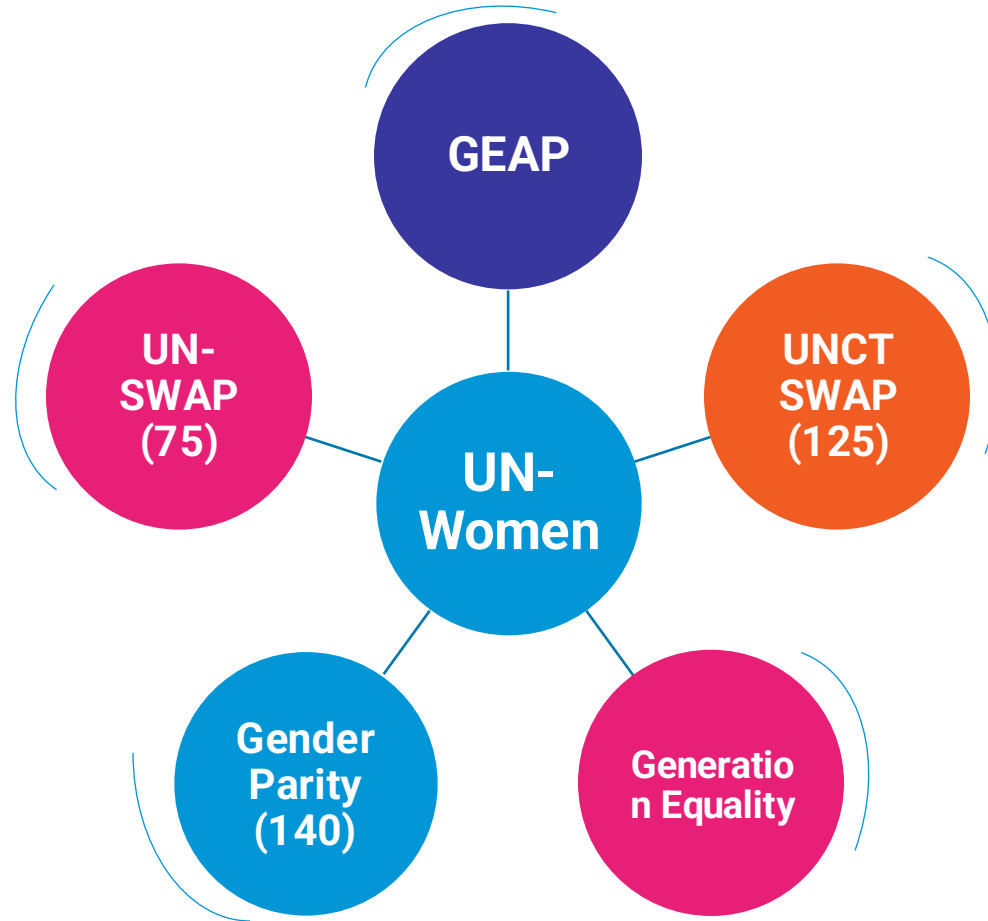 GEAP
UN-
SWAP
(75)
UNCT
SWAP
(125)
UN-
Women
Gender
Parity
(140)
Generatio
n Equality